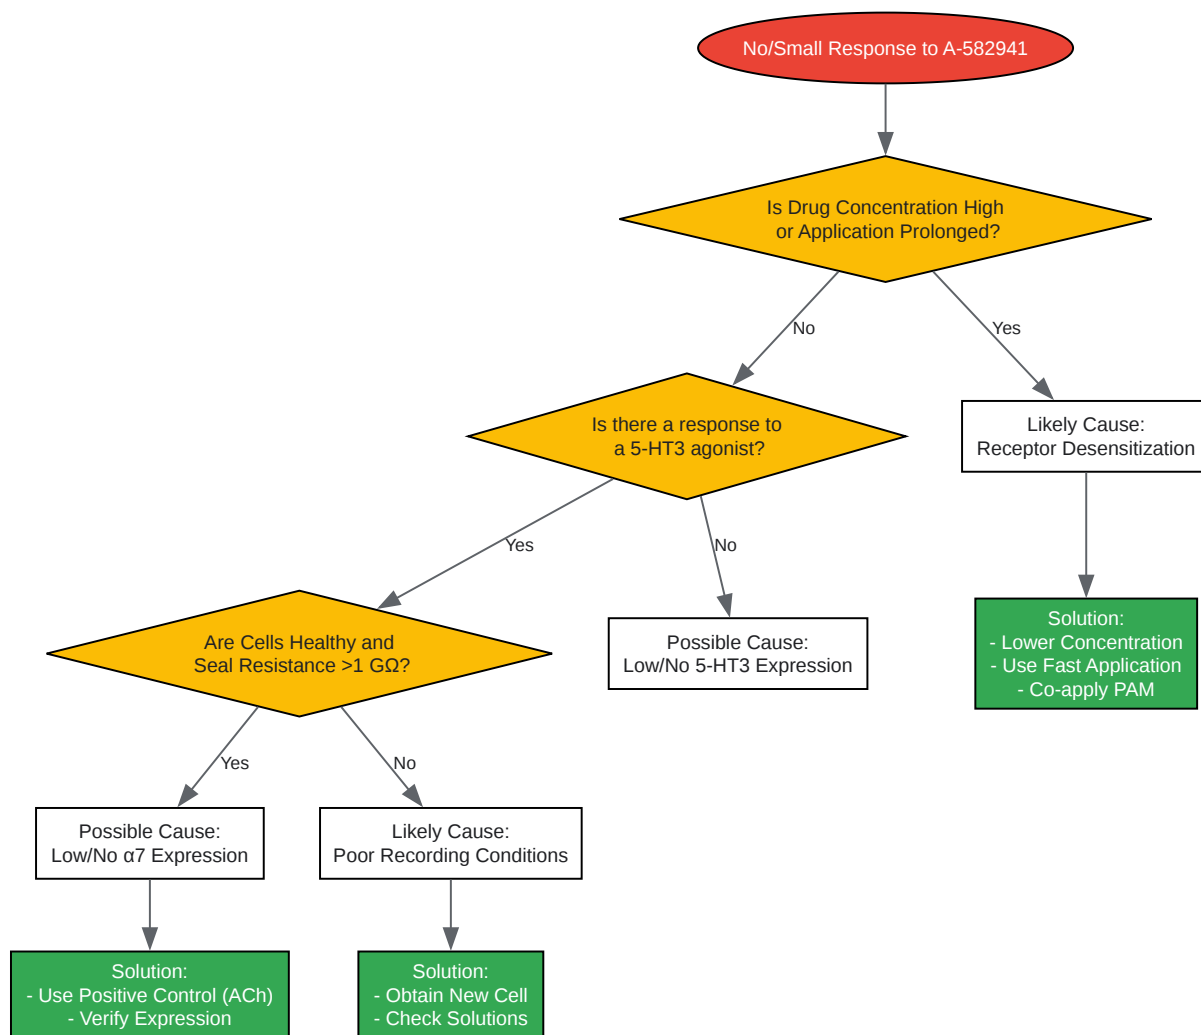 No/Small Response to A-582941
Is Drug Concentration High
or Application Prolonged?
No
Yes
Is there a response to
a 5-HT3 agonist?
Likely Cause:
Receptor Desensitization
Yes
No
Are Cells Healthy and
Seal Resistance >1 GΩ?
Possible Cause:
Low/No 5-HT3 Expression
Solution:
- Lower Concentration
- Use Fast Application
- Co-apply PAM
Yes
No
Possible Cause:
Low/No α7 Expression
Likely Cause:
Poor Recording Conditions
Solution:
- Use Positive Control (ACh)
- Verify Expression
Solution:
- Obtain New Cell
- Check Solutions